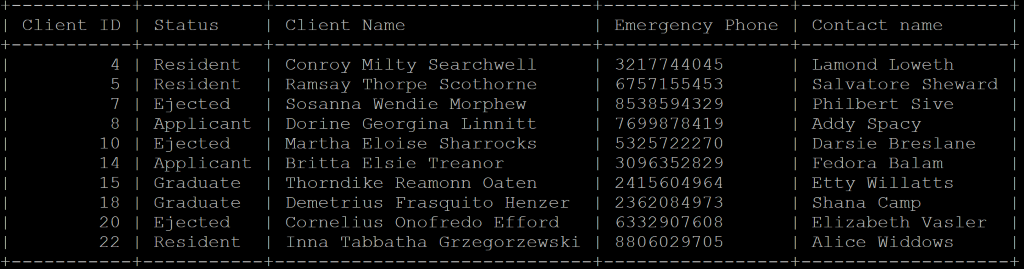 | Client ID | Status | Client Name | Emergency Phone | Contact name |
| 4 | Resident | Conroy Milty Searchwell | 3217744045 | Lamond Loweth |
| 5 | Resident | Ramsay Thorpe Scothorne | 6757155453 | Salvatore Sheward |
| 7 | Ejected | Sosanna Wendie Morphew | 8538594329 | Philbert Sive |
| 8 | Applicant | Dorine Georgina Linnitt | 7699878419 | Addy Spacy |
| 10 | Ejected | Martha Eloise Sharrocks | 5325722270 | Darsie Breslane |
| 14 | Applicant | Britta Elsie Treanor | 3096352829 | Fedora Balam |
| 15 | Graduate | Thorndike Reamonn Oaten | 2415604964 | Etty Willatts |
| 18 | Graduate | Demetrius Frasquito Henzer | 2362084973 | Shana Camp |
| 20 | Ejected | Cornelius Onofredo Efford | 6332907608 | Elizabeth Vasler |
| 22 | Resident | Inna Tabbatha Grzegorzewski | 8806029705 | Alice Widdows |